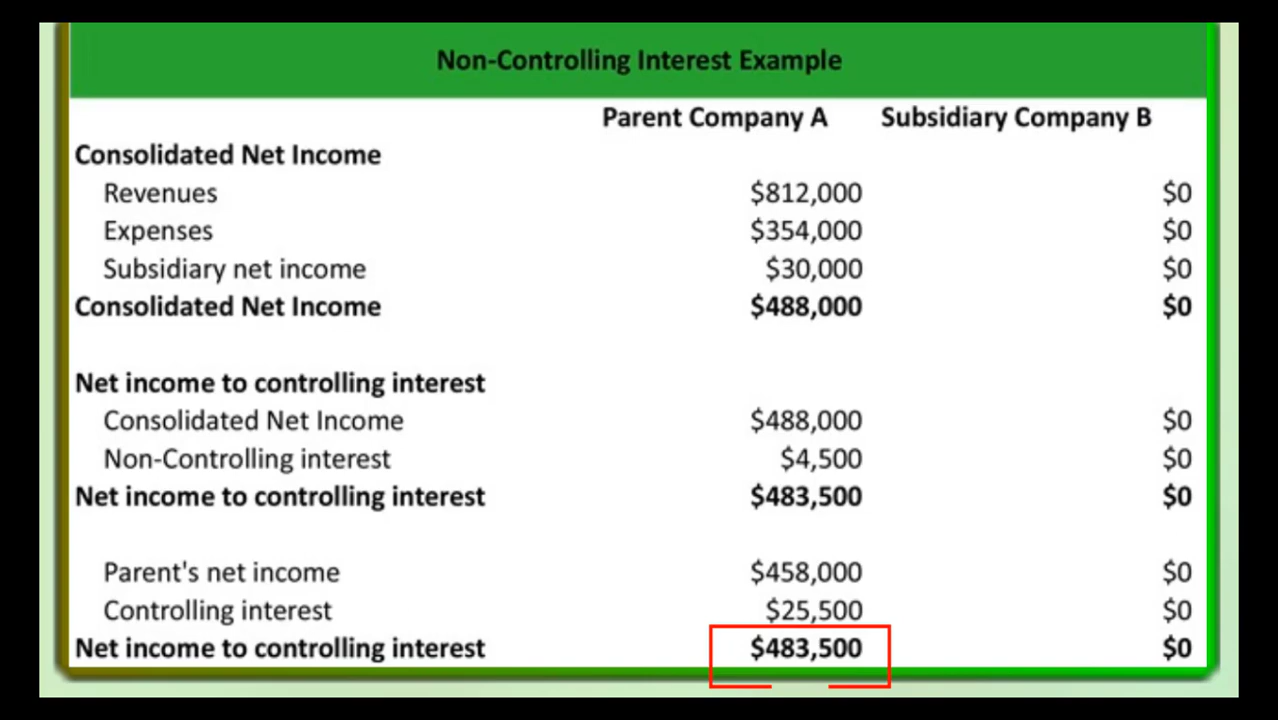 Non-Controlling Interest Example
Parent Company A Subsidiary Company B
Consolidated Net Income
Revenues $812,000 $0
Expenses $354,000 $0
Subsidiary net income $30,000 $0
Consolidated Net Income $488,000 $0
Net income to controlling interest
Consolidated Net Income $488,000 $0
Non-Controlling interest $4,500 $0
Net income to controlling interest $483,500 $0
Parent's net income $458,000 $0
Controlling interest $25,500 $0
Net income to controlling interest $483,500 $0